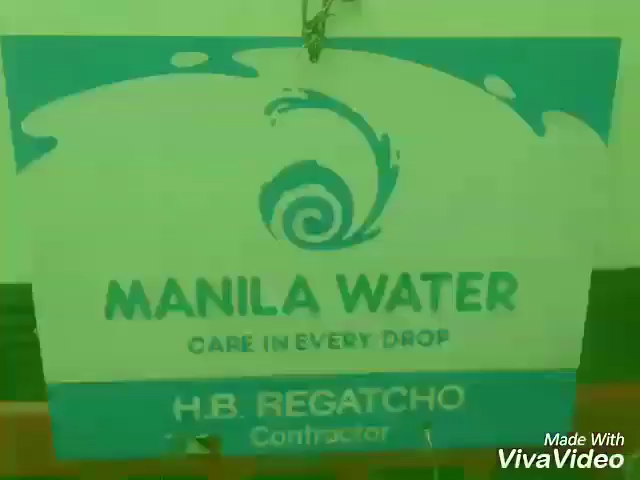 MANILA WATER
CARE IN EVERY DROP
H.B. REGATCHO
Contractor
Made With
VivaVideo